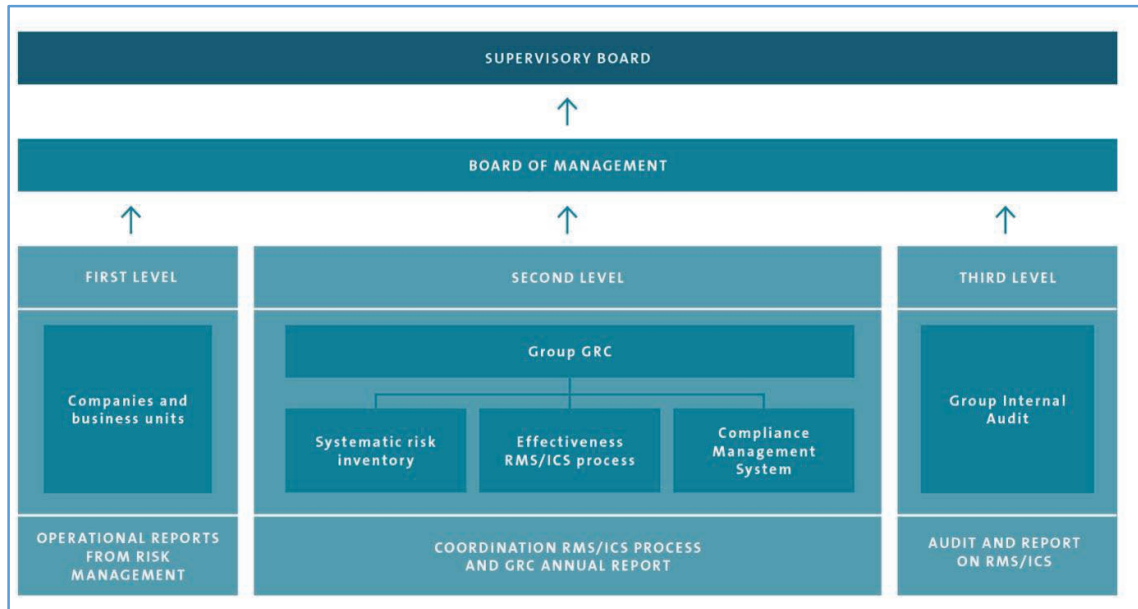 SUPERVISORY BOARD
BOARD OF MANAGEMENT
FIRST LEVEL
SECOND LEVEL
THIRD LEVEL
Group GRC
Companies and
business units
Systematic risk
inventory
Effectiveness
RMS/ICS process
Compliance
Management
System
Group Internal
Audit
OPERATIONAL REPORTS
FROM RISK
MANAGEMENT
COORDINATION RMS/ICS PROCESS
AND GRC ANNUAL REPORT
AUDIT AND REPORT
ON RMS/ICS